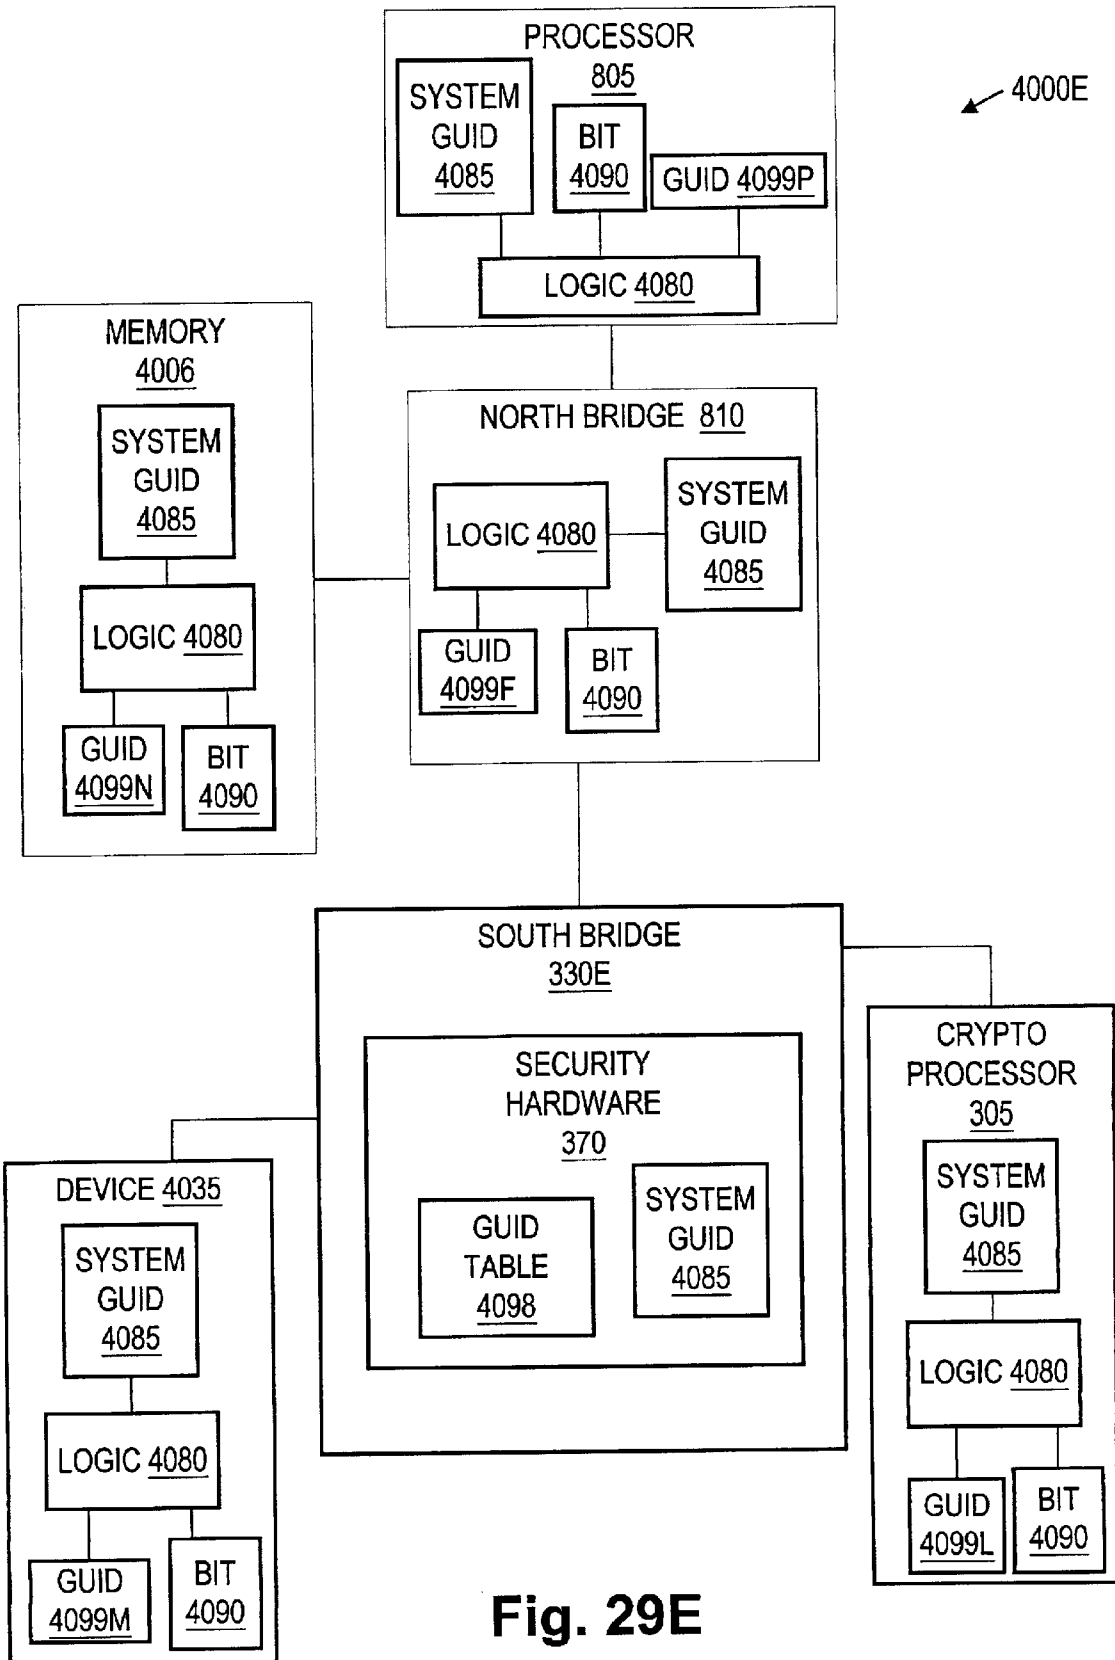 PROCESSOR
805
SYSTEM
GUID
4085
BIT
4090
GUID 4099P
LOGIC 4080
4000E
MEMORY
4006
SYSTEM
GUID
4085
LOGIC 4080
GUID
4099N
BIT
4090
NORTH BRIDGE 810
LOGIC 4080
SYSTEM
GUID
4085
GUID
4099F
BIT
4090
SOUTH BRIDGE
330E
SECURITY
HARDWARE
370
GUID
TABLE
4098
SYSTEM
GUID
4085
CRYPTO
PROCESSOR
305
SYSTEM
GUID
4085
LOGIC 4080
GUID
4099L
BIT
4090
DEVICE 4035
SYSTEM
GUID
4085
LOGIC 4080
GUID
4099M
BIT
4090
Fig. 29E